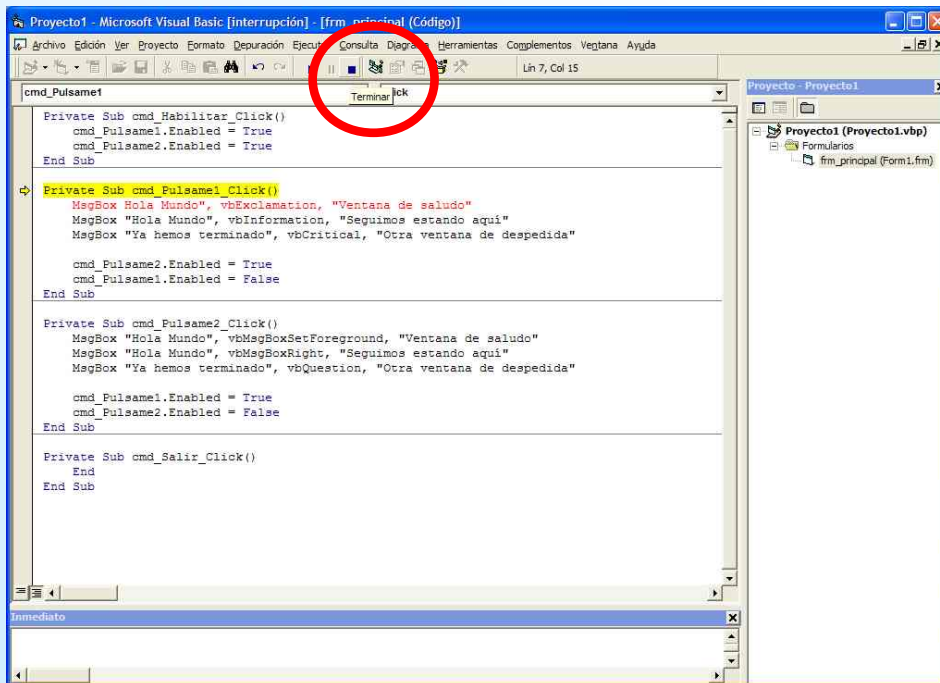 Proyecto1 - Microsoft Visual Basic [interrupción] - [frm_principal (Código)]
Archivo Edición Ver Proyecto Formato Depuración Ejecutar Consulta Diagrama Herramientas Complementos Ventana Ayuda
Lín 7, Col 15
cmd_Pulsame1
Terminar
Private Sub cmd_Habilitar_Click()
cmd_Pulsame1.Enabled = True
cmd_Pulsame2.Enabled = True
End Sub
Private Sub cmd_Pulsame1_Click()
MsgBox Hola Mundo", vbExclamation, "Ventana de saludo"
MsgBox "Hola Mundo", vbInformation, "Seguimos estando aquí"
MsgBox "Ya hemos terminado", vbCritical, "Otra ventana de despedida"
cmd_Pulsame2.Enabled = True
cmd_Pulsame1.Enabled = False
End Sub
Private Sub cmd_Pulsame2_Click()
MsgBox "Hola Mundo", vbMsgBoxSetForeground, "Ventana de saludo"
MsgBox "Hola Mundo", vbMsgBoxRight, "Seguimos estando aquí"
MsgBox "Ya hemos terminado", vbQuestion, "Otra ventana de despedida"
cmd_Pulsame1.Enabled = True
cmd_Pulsame2.Enabled = False
End Sub
Private Sub cmd_Salir_Click()
End
End Sub
Inmediato
Proyecto - Proyecto1
Proyecto1 (Proyecto1.vbp)
Formularios
frm_principal (Form1.frm)